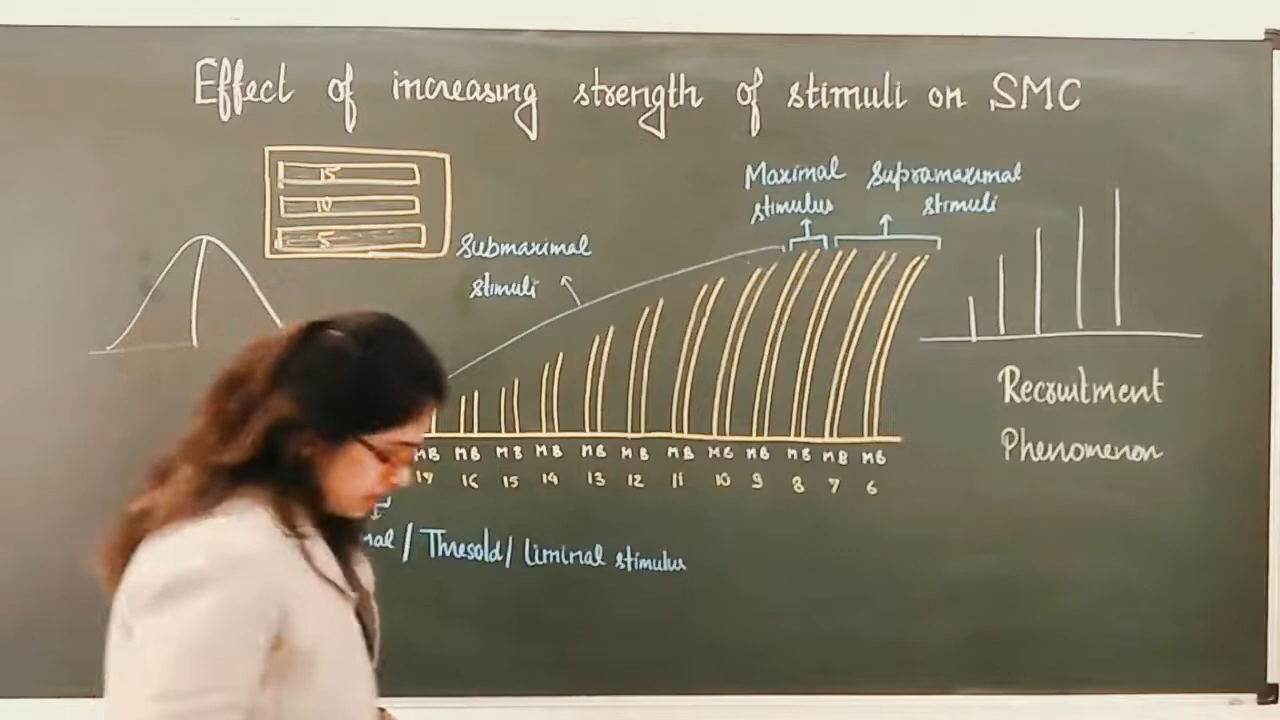 Effect of increasing strength of stimuli on SMC
15
10
5
Submaximal
stimuli
Maximal
stimulus
Supramaximal
stimuli
Recruitment
Phenomenon
MB MB MB MB MB MB MB MB MB MB MB MB
17 16 15 14 13 12 11 10 9 8 7 6
/ Thresold / liminal stimulus